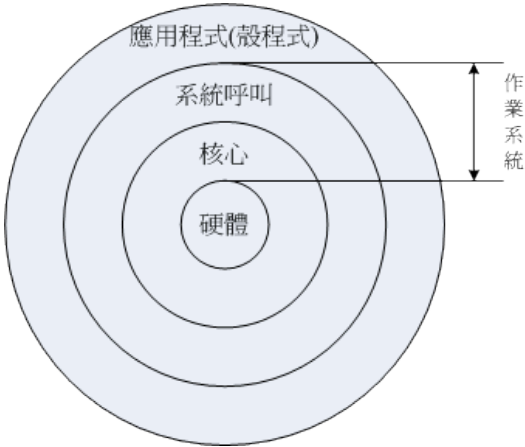 應用程式(殼程式)
系統呼叫
核心
硬體
作業系統